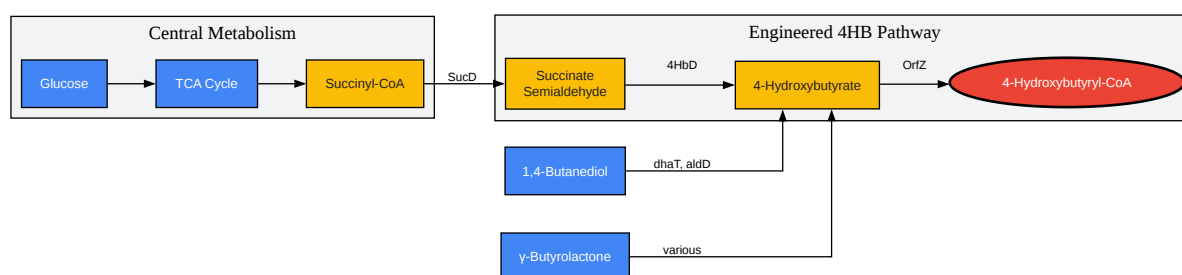 Central Metabolism
Engineered 4HB Pathway
Glucose
TCA Cycle
Succinyl-CoA
SucD
Succinate
Semialdehyde
4HbD
4-Hydroxybutyrate
OrfZ
4-Hydroxybutyryl-CoA
1,4-Butanediol
dhaT, aldD
γ-Butyrolactone
various